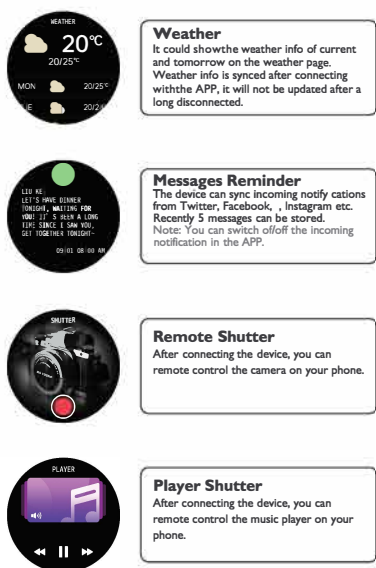 WEATHER
20℃
20/25℃
MON 20/25℃
20/2
Weather
It could showthe weather info of current
and tomorrow on the weather page.
Weather info is synced after connecting
withthe APP, it will not be updated after a
long disconnected.
LIU KE
LET'S HAVE DINNER
TONIGHT, WAITING FOR
YOU! IT'S BEEN A LONG
TIME SINCE I SAW YOU,
GET TOGETHER TONIGHT~
09/01 08:00 AM
Messages Reminder
The device can sync incoming notify cations
from Twitter, Facebook, , Instagram etc.
Recently 5 messages can be stored.
Note: You can switch o/off the incoming
notification in the APP.
SHUTTER
Remote Shutter
After connecting the device, you can
remote control the camera on your phone.
PLAYER
Player Shutter
After connecting the device, you can
remote control the music player on your
phone.